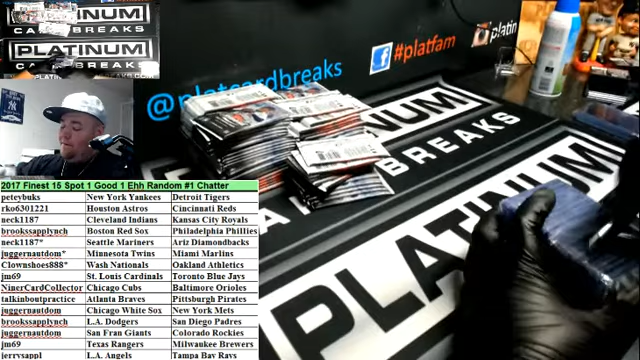 PLATINUM
PLATINUM
@platcardbreaks
#platfam
platin
PLATINUM
BREAKS
PLATINUM
2017 Finest 15 Spot 1 Good 1 Ehh Random #1 Chatter
peteybuks New York Yankees Detroit Tigers
rko6301221 Houston Astros Cincinnati Reds
neck1187 Cleveland Indians Kansas City Royals
brookssapplynch Boston Red Sox Philadelphia Phillies
neck1187* Seattle Mariners Ariz Diamondbacks
juggernautdom* Minnesota Twins Miami Marlins
Clownshoes888* Wash Nationals Oakland Athletics
jm69 St. Louis Cardinals Toronto Blue Jays
NinerCardCollector Chicago Cubs Baltimore Orioles
talkinboutpractice Atlanta Braves Pittsburgh Pirates
juggernautdom Chicago White Sox New York Mets
brookssapplynch L.A. Dodgers San Diego Padres
juggernautdom San Fran Giants Colorado Rockies
jm69 Texas Rangers Milwaukee Brewers
jerrysappl L.A. Angels Tampa Bay Rays